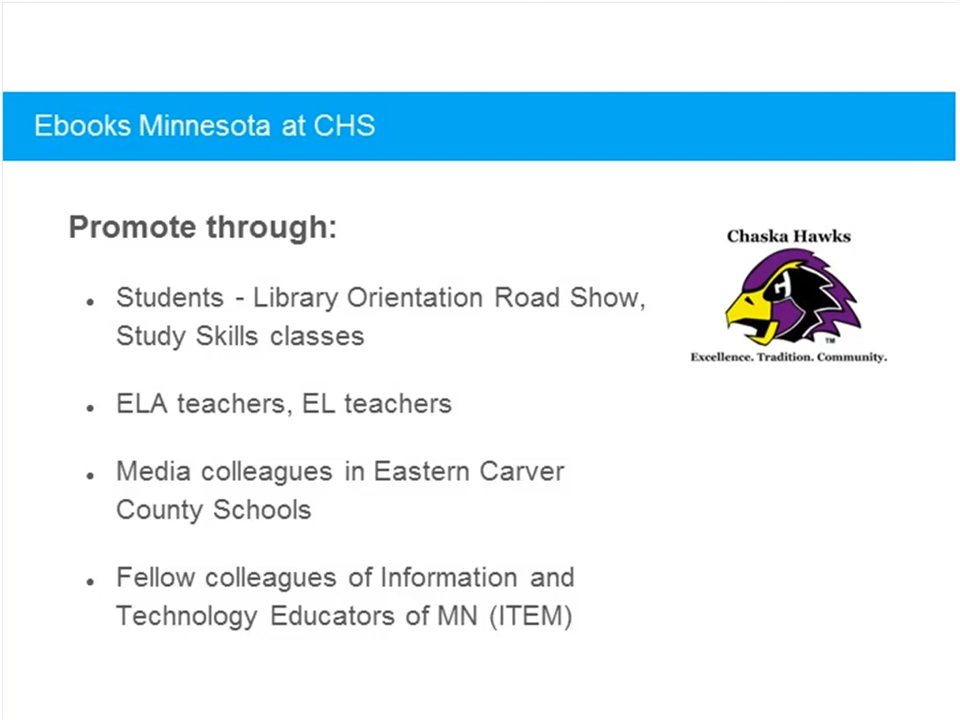 Ebooks Minnesota at CHS
Promote through:
Students - Library Orientation Road Show,
Study Skills classes
ELA teachers, EL teachers
Media colleagues in Eastern Carver
County Schools
Fellow colleagues of Information and
Technology Educators of MN (ITEM)
Chaska Hawks
TM
Excellence. Tradition. Community.